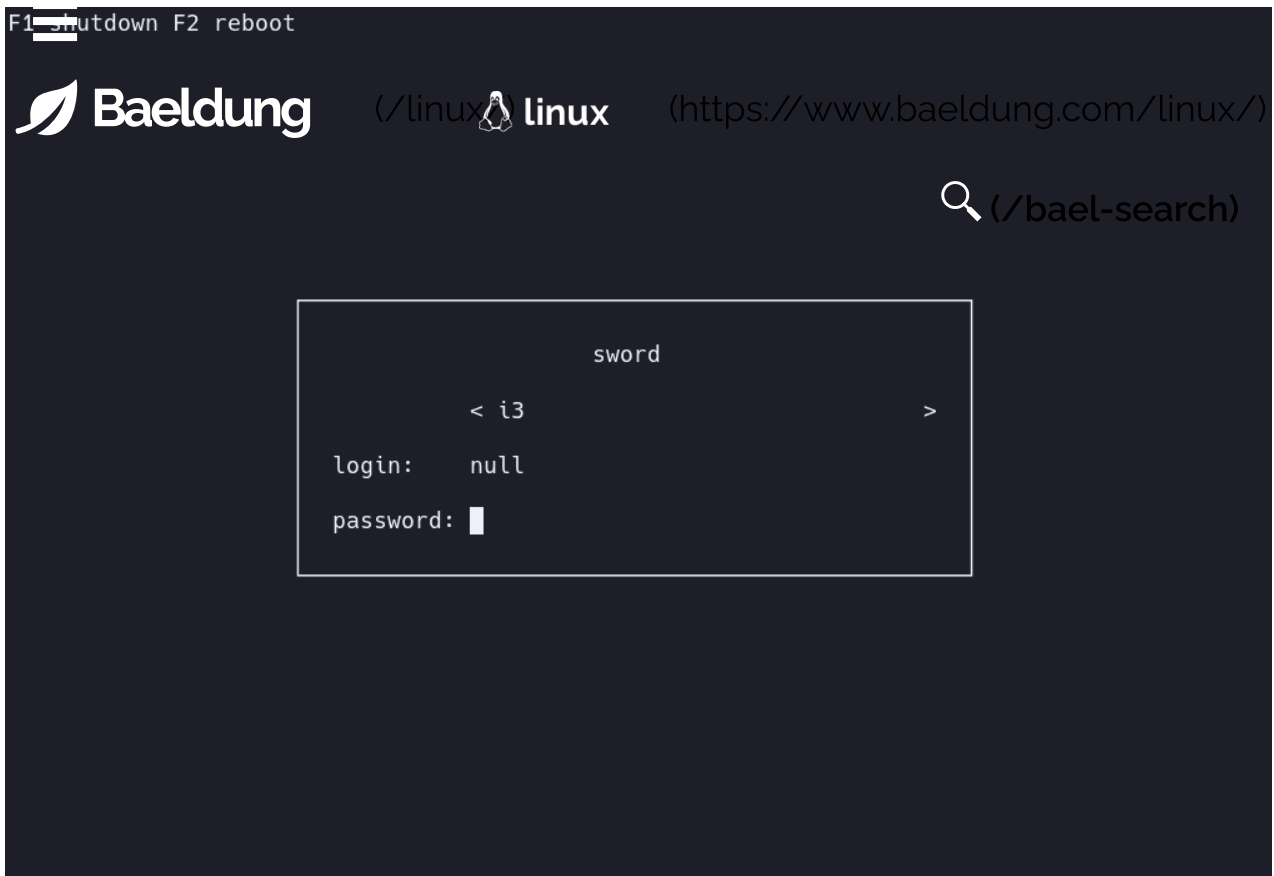 F1 shutdown F2 reboot
Baeldung (/linux/) linux (https://www.baeldung.com/linux/)
(/bael-search)
sword
< i3 >
login: null
password: